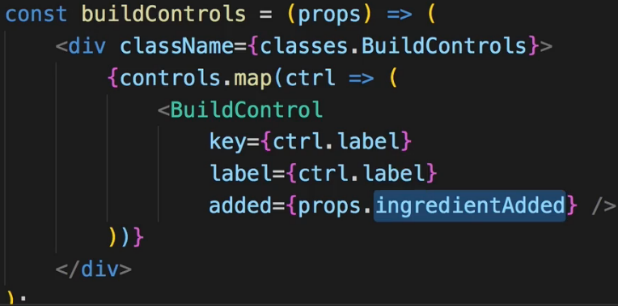 const buildControls = (props) => (
<div className={classes.BuildControls}>
{controls.map(ctrl => (
<BuildControl
key={ctrl.label}
label={ctrl.label}
added={props.ingredientAdded} />
))}
</div>
);